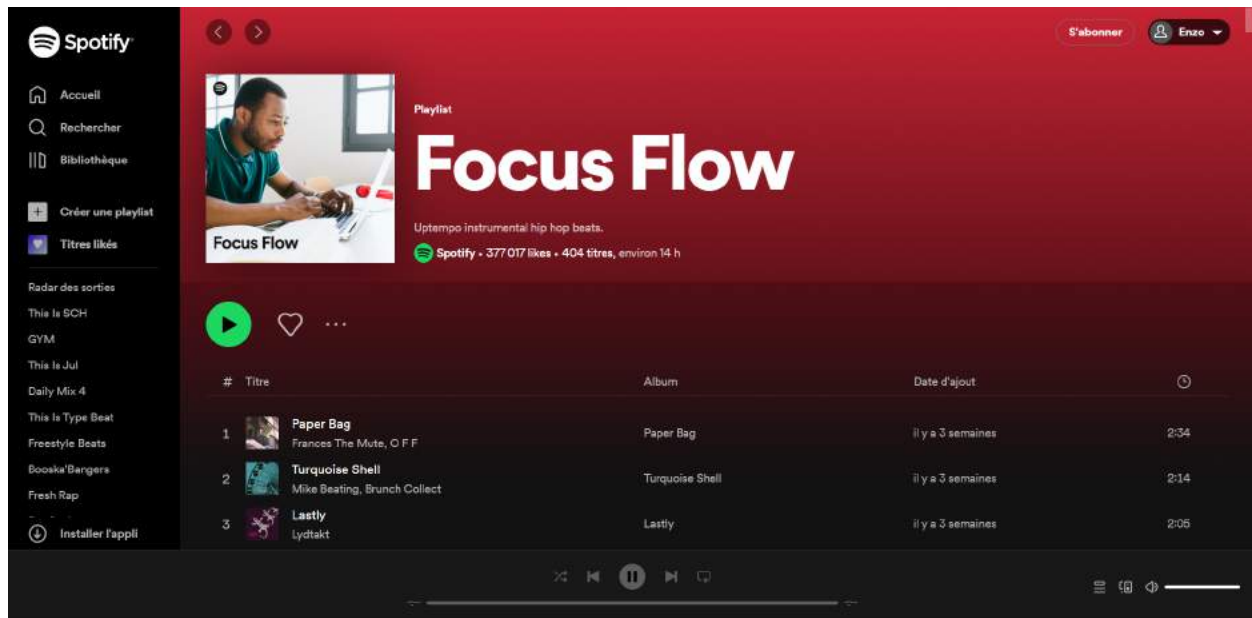 Spotify
Accueil
Rechercher
Bibliothèque
Créer une playlist
Titres likés
Radar des sorties
This Is SCH
GYM
This Is Jul
Daily Mix 4
This Is Type Beat
Freestyle Beats
Booska'Bangers
Fresh Rap
Installer l'appli
S'abonner
Enzo
Focus Flow
Playlist
Focus Flow
Uptempo instrumental hip hop beats.
Spotify • 377 017 likes • 404 titres, environ 14 h
# Titre Album Date d'ajout
1 Paper Bag Paper Bag il y a 3 semaines 2:34
Frances The Mute, O F F
2 Turquoise Shell Turquoise Shell il y a 3 semaines 2:14
Mike Beating, Brunch Collect
3 Lastly Lastly il y a 3 semaines 2:05
Lydtakt